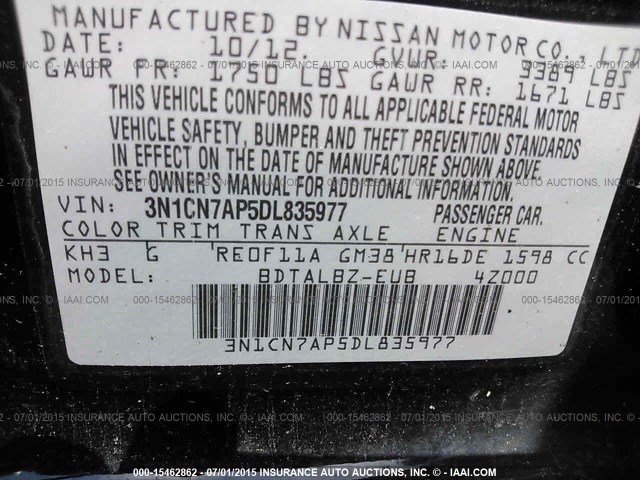 MANUFACTURED BY NISSAN MOTOR CO., LTD
DATE: 10/12. GVWR: 3389 LBS
GAWR FR: 1750 LBS GAWR RR: 1671 LBS
THIS VEHICLE CONFORMS TO ALL APPLICABLE FEDERAL MOTOR
VEHICLE SAFETY, BUMPER AND THEFT PREVENTION STANDARDS
IN EFFECT ON THE DATE OF MANUFACTURE SHOWN ABOVE.
SEE OWNER'S MANUAL FOR ADDITIONAL INFORMATION.
VIN: 3N1CN7AP5DL835977 PASSENGER CAR.
COLOR TRIM TRANS AXLE ENGINE
KH3 G RE0F11A GM38 HR16DE 1598 CC
MODEL: BDTALBZ-EUB 4Z000
3N1CN7AP5DL835977
000-15462862 - 07/01/2015 INSURANCE AUTO AUCTIONS, INC. - © IAAI.COM